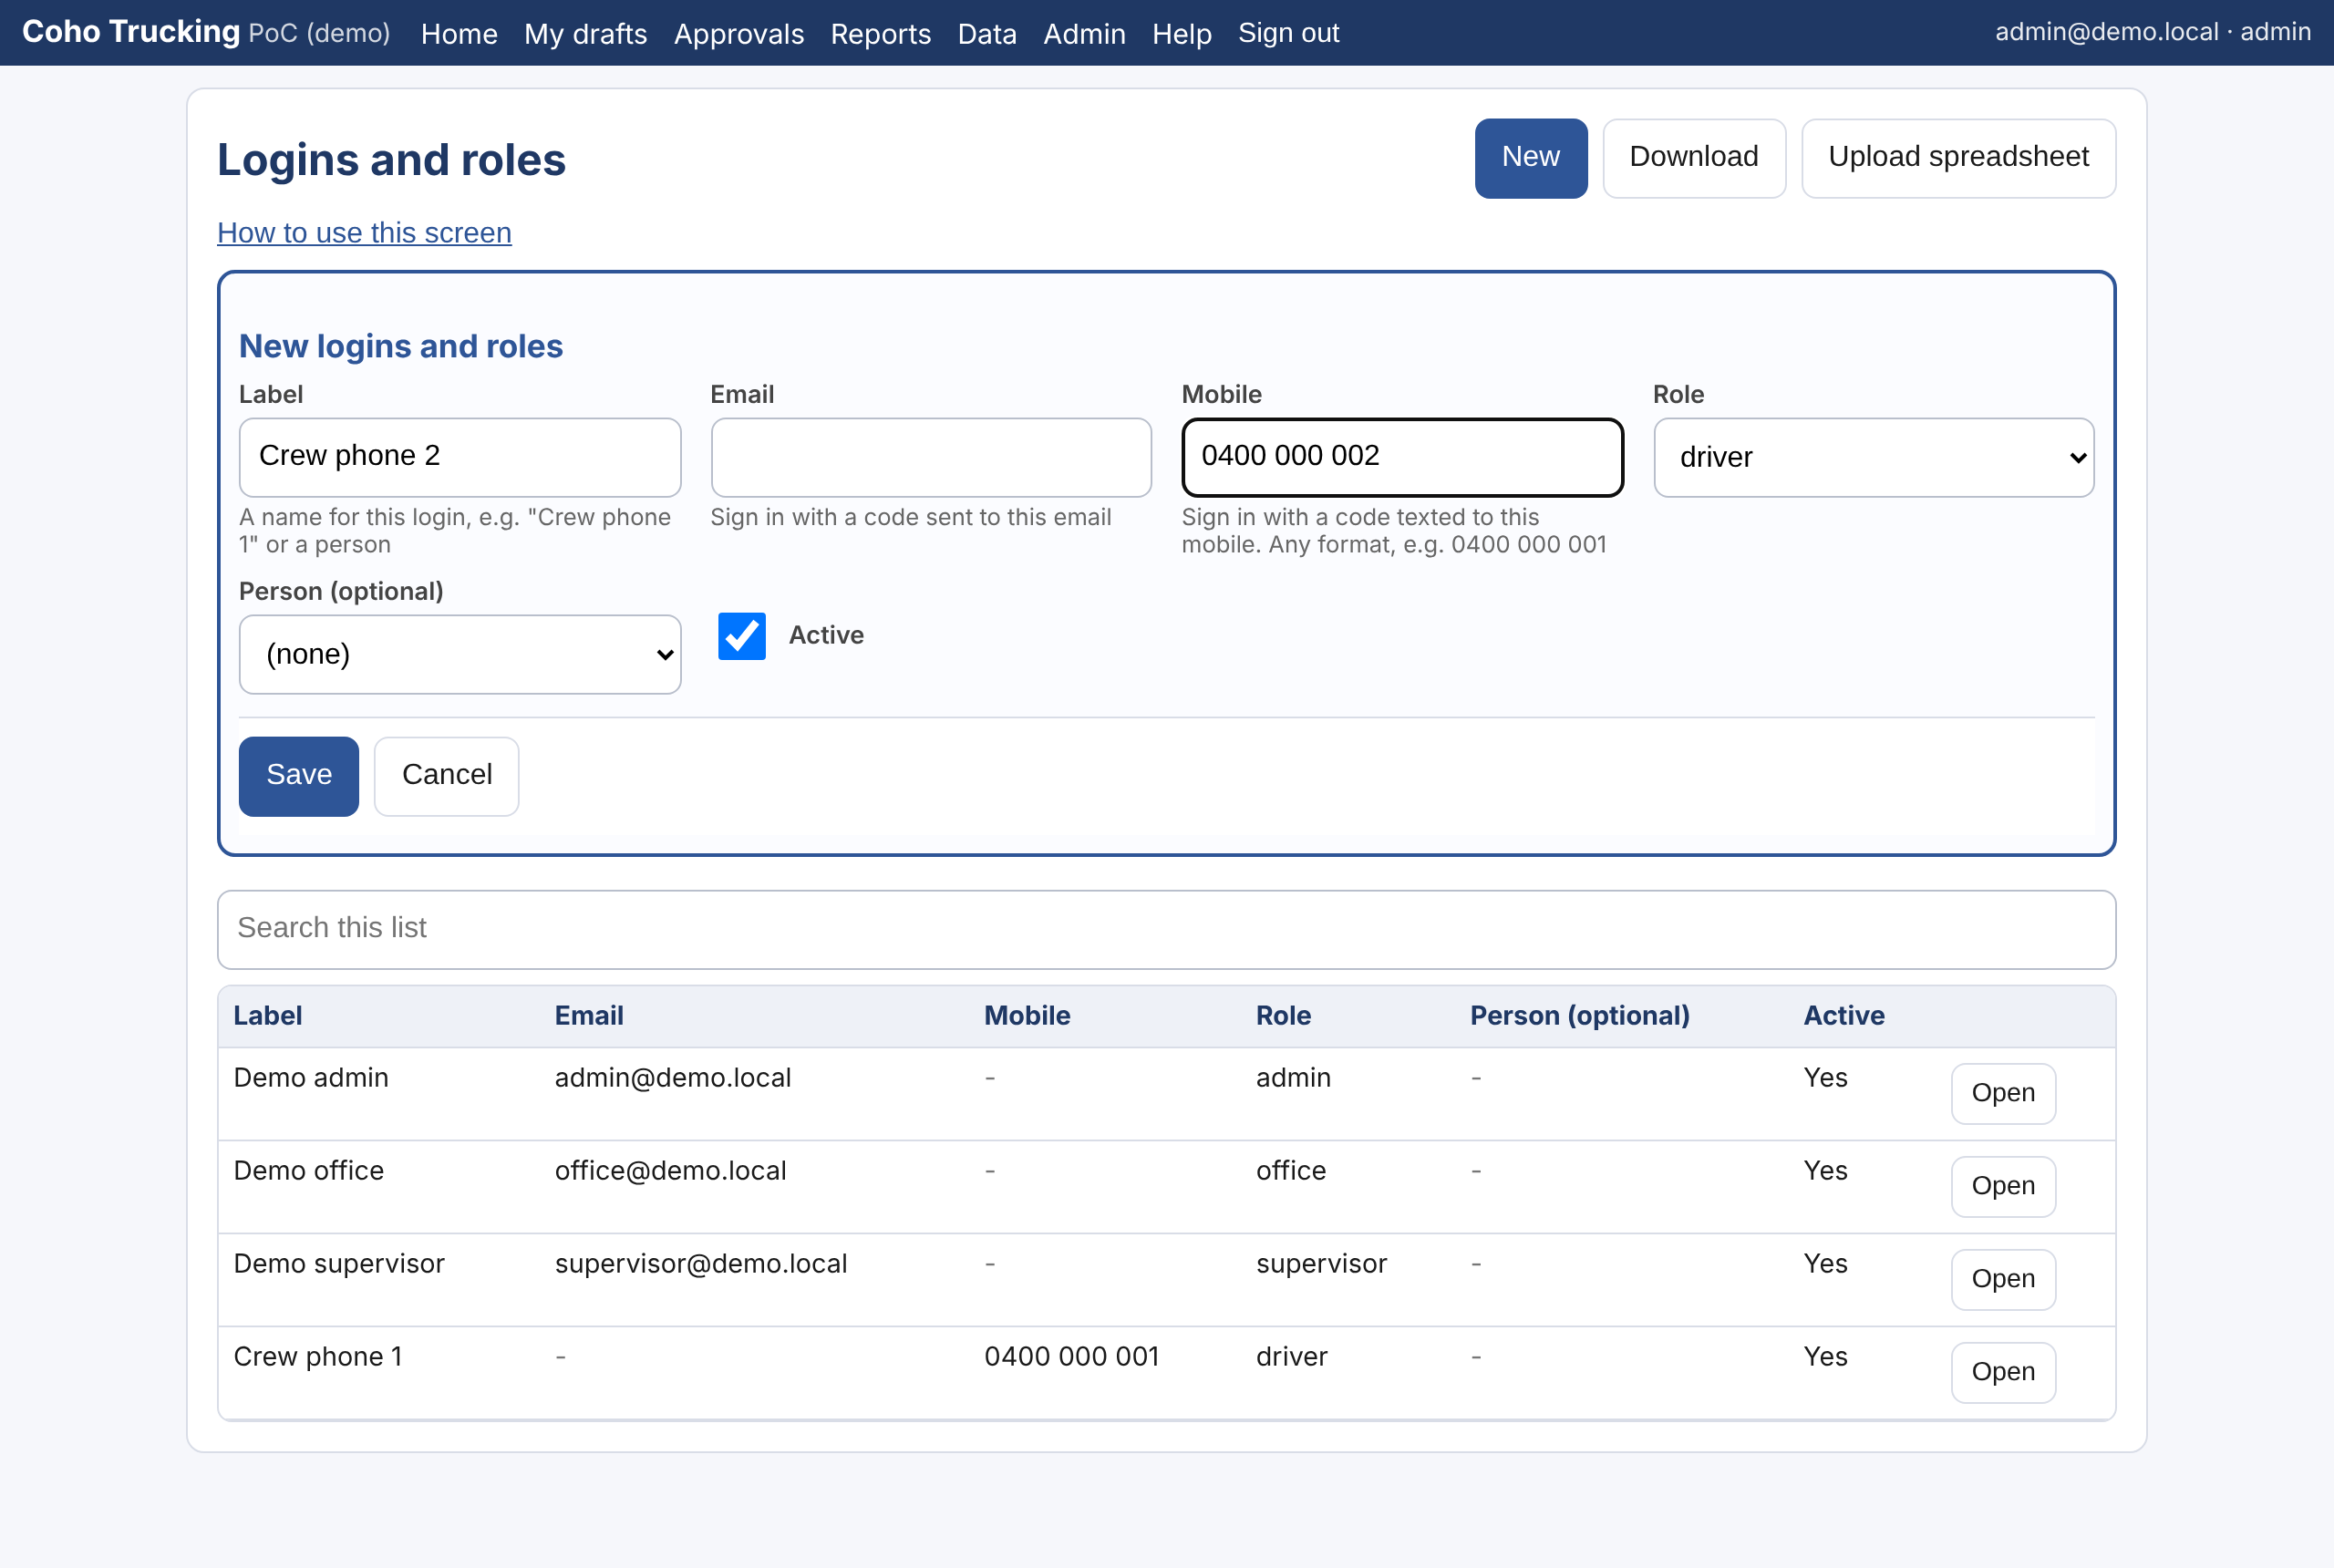 Coho Trucking PoC (demo) Home My drafts Approvals Reports Data Admin Help Sign out admin@demo.local · admin
Logins and roles New Download Upload spreadsheet
How to use this screen
New logins and roles
Label Email Mobile Role
Crew phone 2 0400 000 002 driver
A name for this login, e.g. "Crew phone 1" or a person
Sign in with a code sent to this email
Sign in with a code texted to this mobile. Any format, e.g. 0400 000 001
Person (optional)
(none) Active
Save Cancel
Search this list
Label Email Mobile Role Person (optional) Active
Demo admin admin@demo.local - admin - Yes Open
Demo office office@demo.local - office - Yes Open
Demo supervisor supervisor@demo.local - supervisor - Yes Open
Crew phone 1 - 0400 000 001 driver - Yes Open